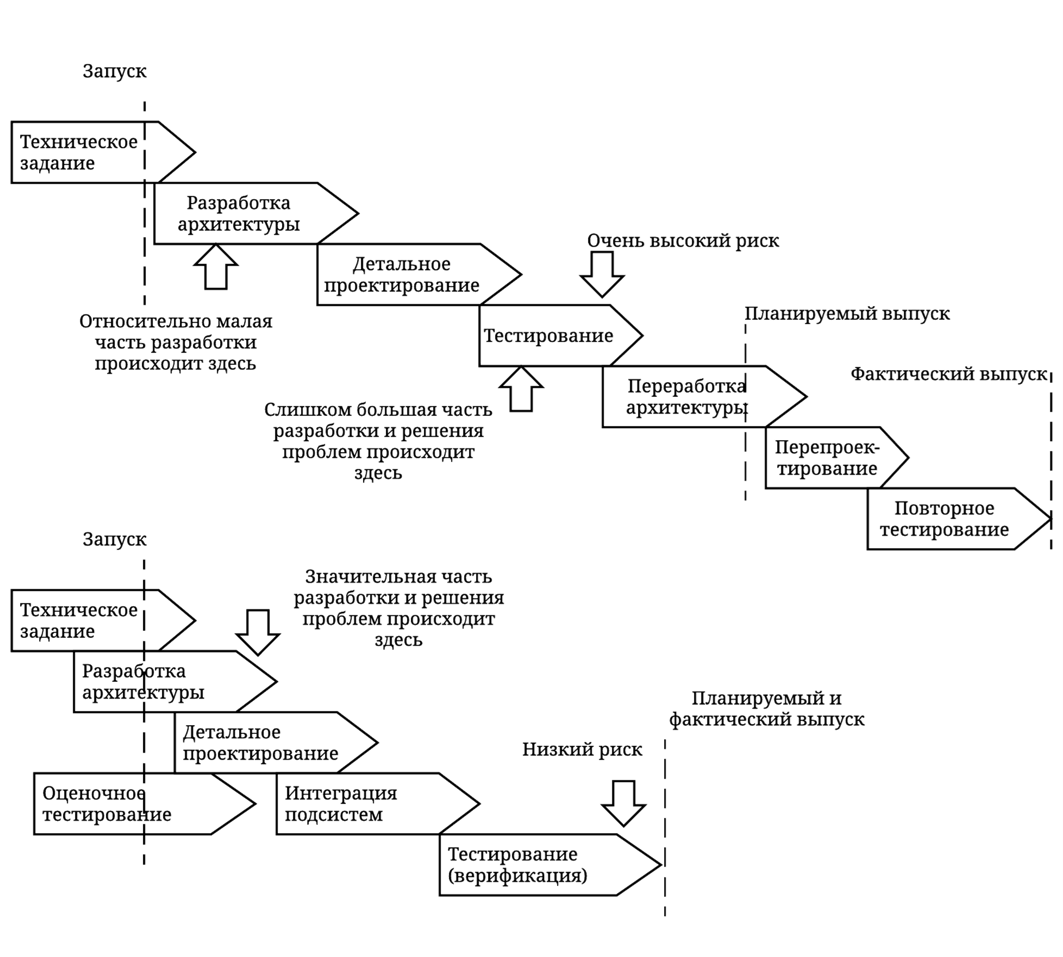 Запуск
Техническое
задание
Разработка
архитектуры
Относительно малая
часть разработки
происходит здесь
Детальное
проектирование
Очень высокий риск
Тестирование
Слишком большая часть
разработки и решения
проблем происходит
здесь
Планируемый выпуск
Переработка
архитектуры
Фактический выпуск
Перепроек-
тирование
Повторное
тестирование
Запуск
Техническое
задание
Значительная часть
разработки и решения
проблем происходит
здесь
Разработка
архитектуры
Детальное
проектирование
Оценочное
тестирование
Интеграция
подсистем
Низкий риск
Планируемый и
фактический выпуск
Тестирование
(верификация)